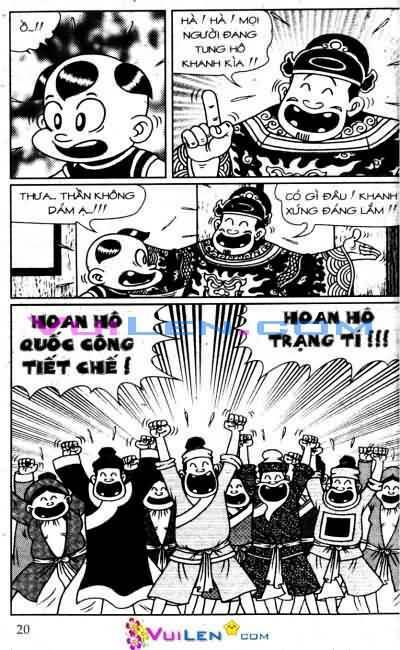 Ồ..!!
HÀ! HÀ! MỌI
NGƯỜI ĐANG
TUNG HÔ
KHANH KÌA!!
THƯA.. THẦN KHÔNG
DÁM Ạ..!!!
CÓ GÌ ĐÂU! KHANH
XỨNG ĐÁNG LẮM!!
HOAN HÔ
QUỐC CÔNG
TIẾT CHẾ!
HOAN HÔ
TRẠNG TÍ!!!
VUILEN.COM
20
VUILEN.COM